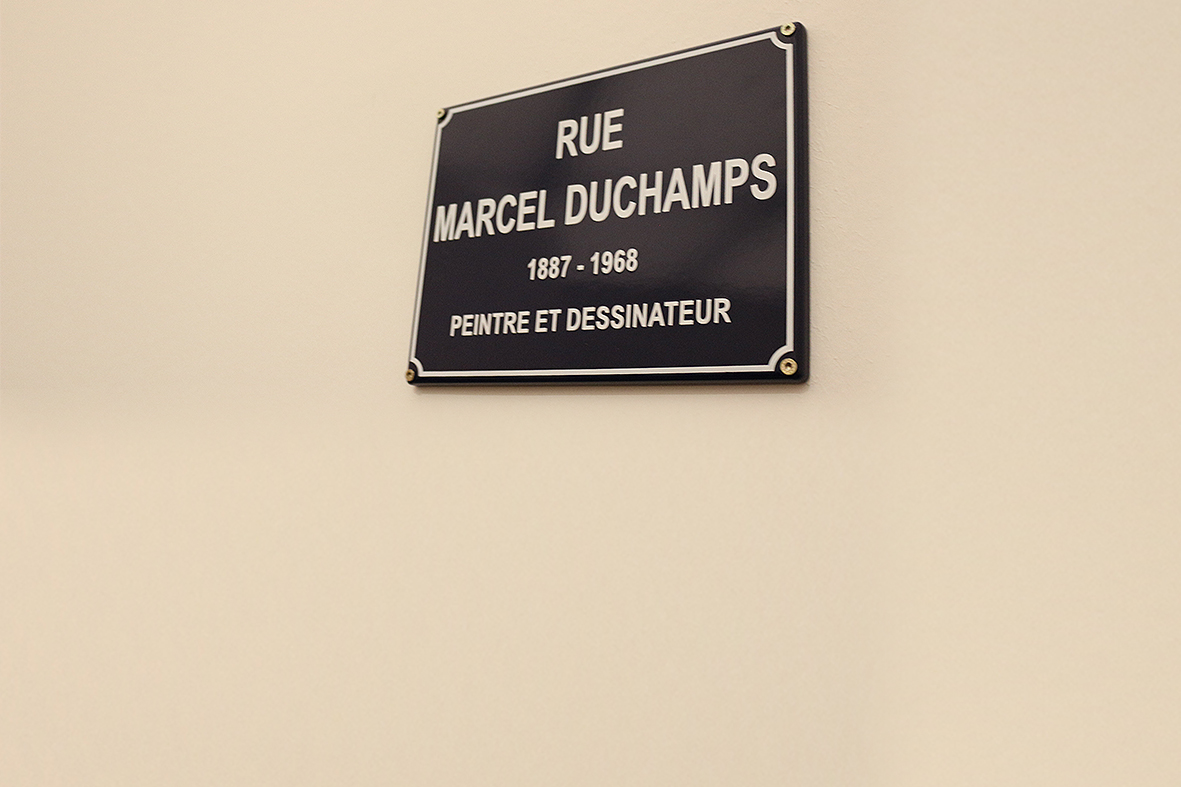 RUE
MARCEL DUCHAMPS
1887 - 1968
PEINTRE ET DESSINATEUR